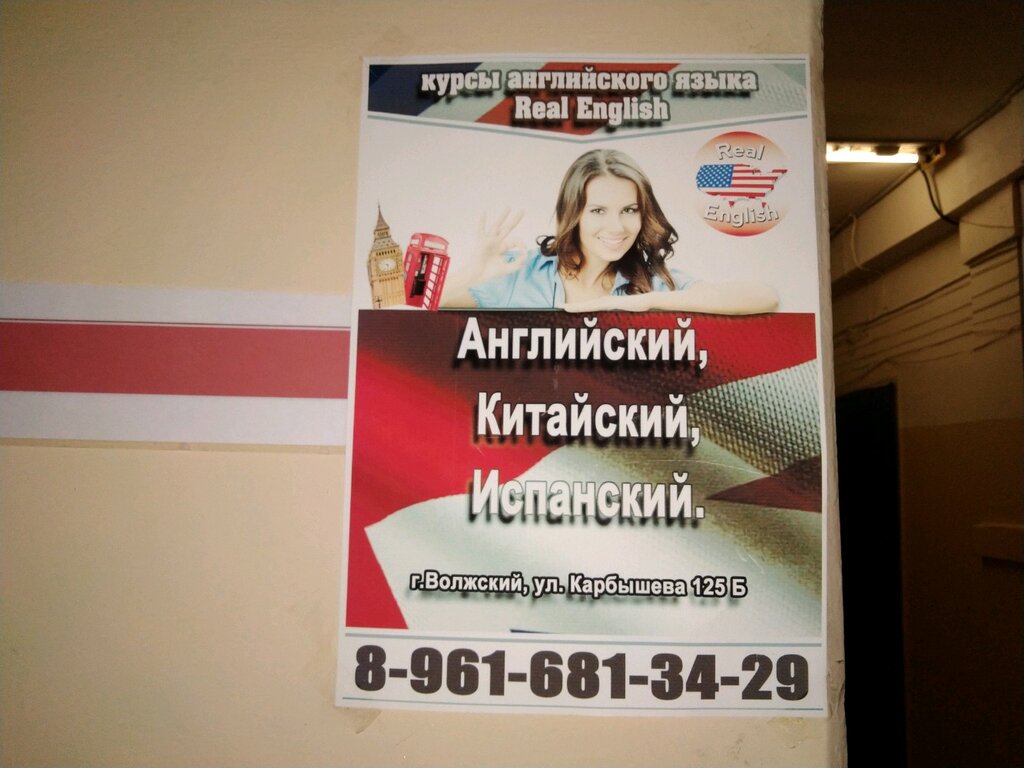 курсы английского языка
Real English
Real
English
Английский,
Китайский,
Испанский.
г.Волжский, ул. Карбышева 125 Б
8-961-681-34-29